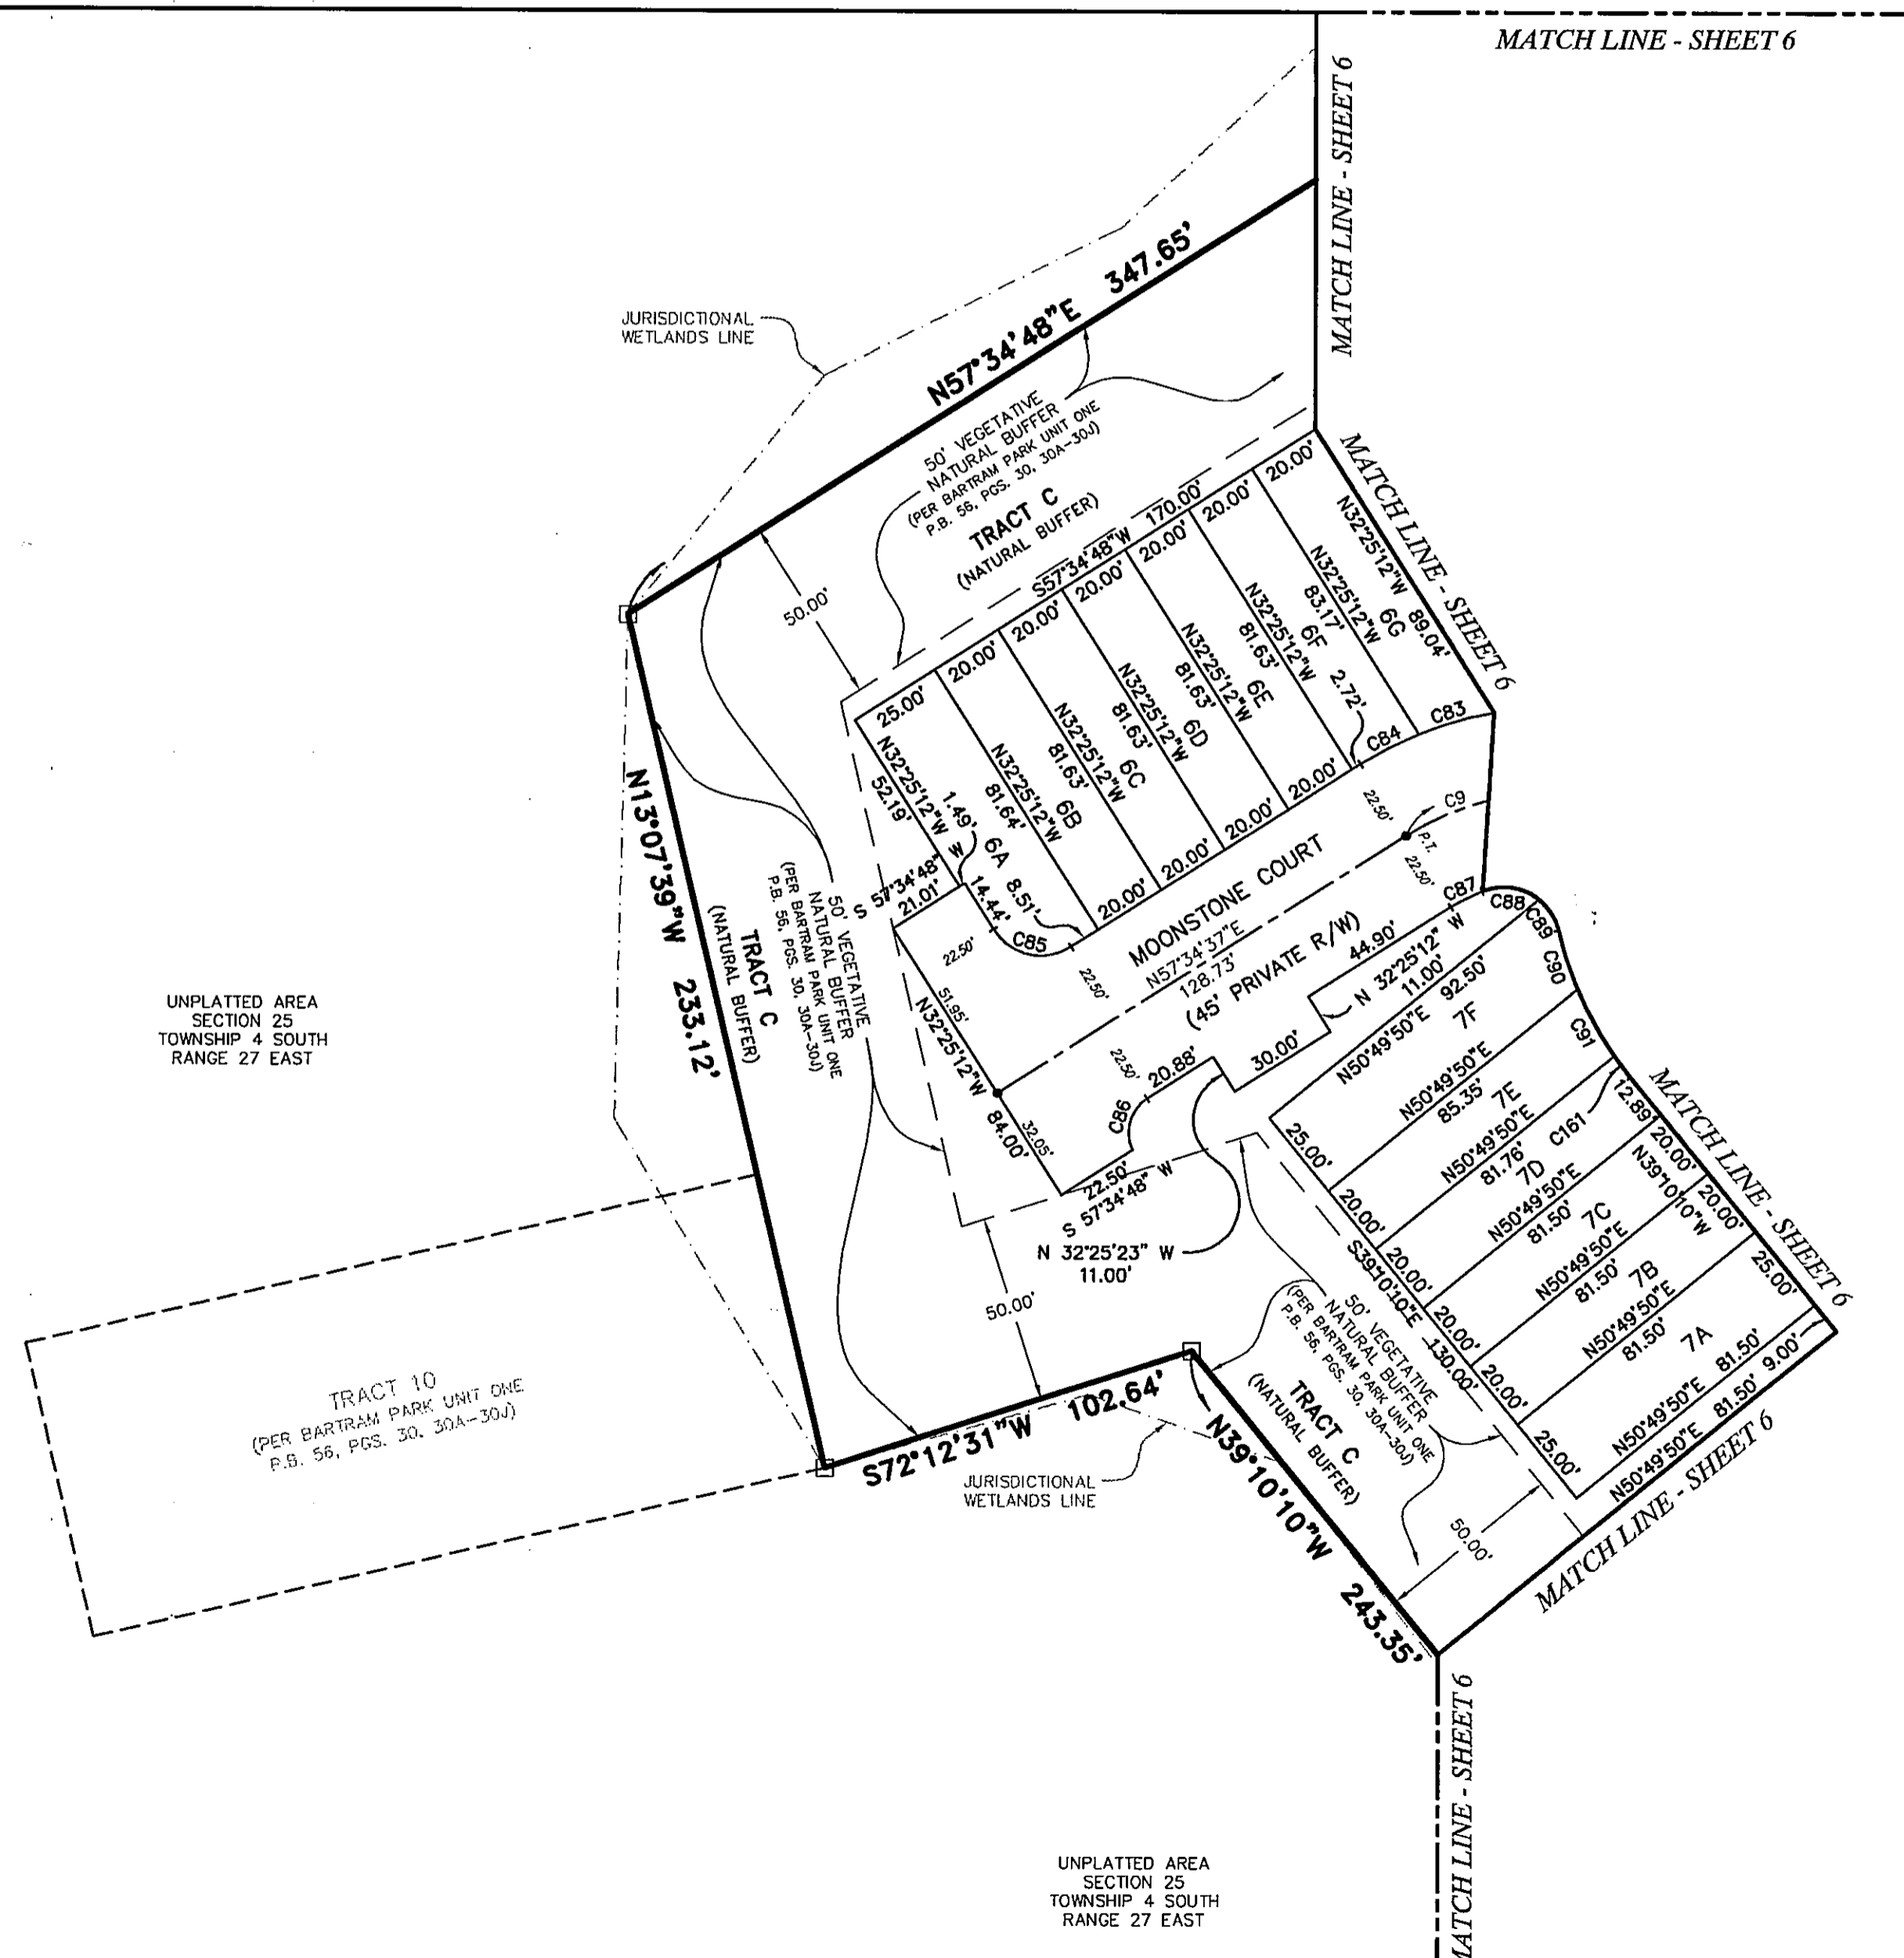 MATCH LINE - SHEET 6
MATCH LINE - SHEET 6
JURISDICTIONAL
WETLANDS LINE
N57°34'48"E 347.65'
50' VEGETATIVE
NATURAL BUFFER
(PER BARTRAM PARK UNIT ONE
P.B. 56, PGS. 30, 30A-30J)
TRACT C
(NATURAL BUFFER)
S57°34'48"W 170.00'
50.00'
MATCH LINE - SHEET 6
25.00'
20.00'
20.00'
20.00'
20.00'
20.00'
20.00'
20.00'
N32°25'12"W
52.19'
1.49'
6A
N32°25'12"W
81.64'
8.51'
6B
N32°25'12"W
81.63'
6C
N32°25'12"W
81.63'
6D
N32°25'12"W
81.63'
6E
N32°25'12"W
81.63'
2.72'
6F
N32°25'12"W
83.17'
6G
N32°25'12"W 89.04'
C83
C84
20.00'
20.00'
20.00'
20.00'
20.00'
22.50'
C9
P.T.
22.50'
N13°07'39"W 233.12'
TRACT C
(NATURAL BUFFER)
50' VEGETATIVE
NATURAL BUFFER
(PER BARTRAM PARK UNIT ONE
P.B. 56, PGS. 30, 30A-30J)
S 57°34'48" W
21.01'
14.44'
C85
22.50'
22.50'
MOONSTONE COURT
N57°34'37"E
128.73'
(45' PRIVATE R/W)
44.90'
C87
C88
C89
C90
C91
N 32°25'12" W
11.00'
30.00'
20.88'
22.50'
C86
51.95'
N32°25'12"W 84.00'
32.05'
22.50'
S 57°34'48" W
N 32°25'23" W
11.00'
50.00'
N50°49'50"E 92.50'
7F
N50°49'50"E
85.35'
7E
N50°49'50"E
81.76'
C161
7D
N50°49'50"E
81.50'
7C
N50°49'50"E
81.50'
7B
N50°49'50"E
81.50'
7A
N50°49'50"E 81.50'
N50°49'50"E 81.50'
9.00'
12.89'
20.00'
N39°10'10"W
20.00'
25.00'
MATCH LINE - SHEET 6
25.00'
20.00'
20.00'
20.00'
20.00'
25.00'
S39°10'10"E 130.00'
50' VEGETATIVE
NATURAL BUFFER
(PER BARTRAM PARK UNIT ONE
P.B. 56, PGS. 30, 30A-30J)
TRACT C
(NATURAL BUFFER)
50.00'
MATCH LINE - SHEET 6
UNPLATTED AREA
SECTION 25
TOWNSHIP 4 SOUTH
RANGE 27 EAST
TRACT 10
(PER BARTRAM PARK UNIT ONE
P.B. 56, PGS. 30, 30A-30J)
S72°12'31"W 102.64'
JURISDICTIONAL
WETLANDS LINE
N39°10'10"W 243.35'
MATCH LINE - SHEET 6
UNPLATTED AREA
SECTION 25
TOWNSHIP 4 SOUTH
RANGE 27 EAST